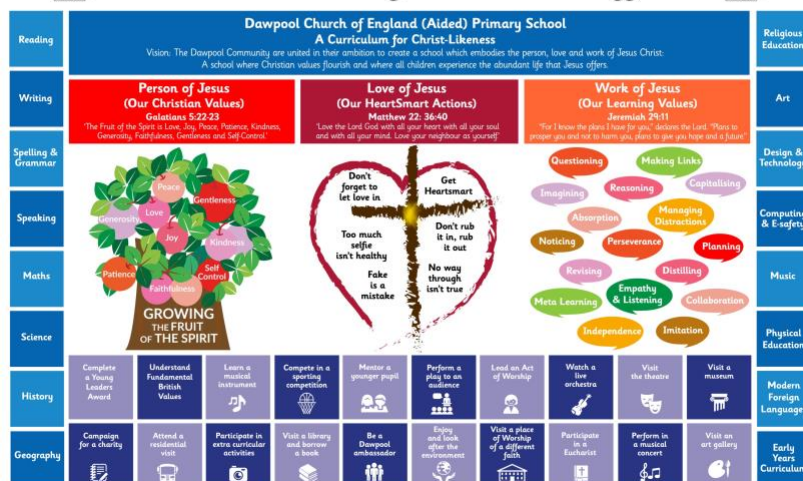 Dawpool Church of England (Aided) Primary School
A Curriculum for Christ-Likeness
Vision: The Dawpool Community are united in their ambition to create a school which embodies the person, love and work of Jesus Christ:
A school where Christian values flourish and where all children experience the abundant life that Jesus offers.
Reading
Writing
Spelling &
Grammar
Speaking
Maths
Science
History
Geography
Person of Jesus
(Our Christian Values)
Galatians 5:22-23
'The Fruit of the Spirit is Love, Joy, Peace, Patience, Kindness,
Generosity, Faithfulness, Gentleness and Self-Control.'
Peace
Gentleness
Love
Generosity
Joy
Kindness
Patience
Self
Control
Faithfulness
GROWING
THE FRUIT
OF THE SPIRIT
Love of Jesus
(Our HeartSmart Actions)
Matthew 22: 36:40
'Love the Lord God with all your heart with all your soul
and with all your mind. Love your neighbour as yourself'
Don't
forget to
let love in
Get
Heartsmart
Too much
selfie
isn't healthy
Don't rub
it in, rub
it out
Fake
is a
mistake
No way
through
isn't true
Work of Jesus
(Our Learning Values)
Jeremiah 29:11
"For I know the plans I have for you," declares the Lord. "Plans to
prosper you and not to harm you, plans to give you hope and a future."
Questioning
Making Links
Imagining
Reasoning
Capitalising
Absorption
Managing
Distractions
Noticing
Perseverance
Planning
Revising
Distilling
Meta Learning
Empathy
& Listening
Collaboration
Independence
Imitation
Religious
Education
Art
Design &
Technology
Computing
& E-safety
Music
Physical
Education
Modern
Foreign
Language
Early
Years
Curriculum
Complete
a Young
Leaders
Award
Understand
Fundamental
British
Values
Learn a
musical
instrument
Compete in a
sporting
competition
Mentor a
younger pupil
Perform a
play to an
audience
Lead an Act
of Worship
Watch a
live
orchestra
Visit
the theatre
Visit a
museum
Campaign
for a charity
Attend a
residential
visit
Participate in
extra curricular
activities
Visit a library
and borrow
a book
Be a
Dawpool
ambassador
Enjoy
and look
after the
environment
Visit a place
of Worship
of a different
faith
Participate
in a
Eucharist
Perform in
a musical
concert
Visit an
art gallery